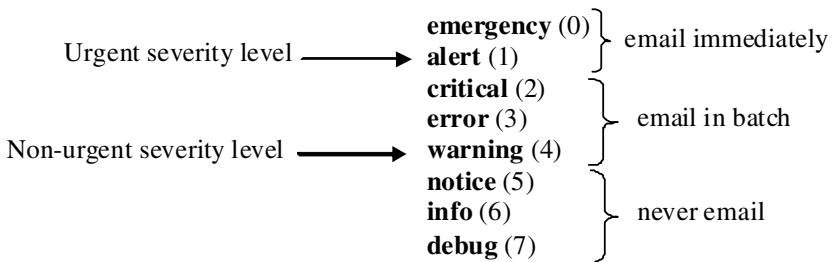 emergency (0)
email immediately
Urgent severity level
alert (1)
critical (2)
error (3)
email in batch
Non-urgent severity level
warning (4)
notice (5)
info (6)
never email
debug (7)